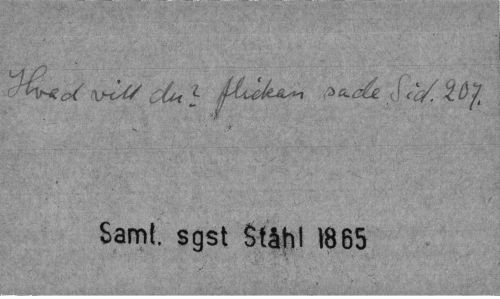 Hvad vill du? flickan sade. Sid. 207.
Saml. sgst Ståhl 1865